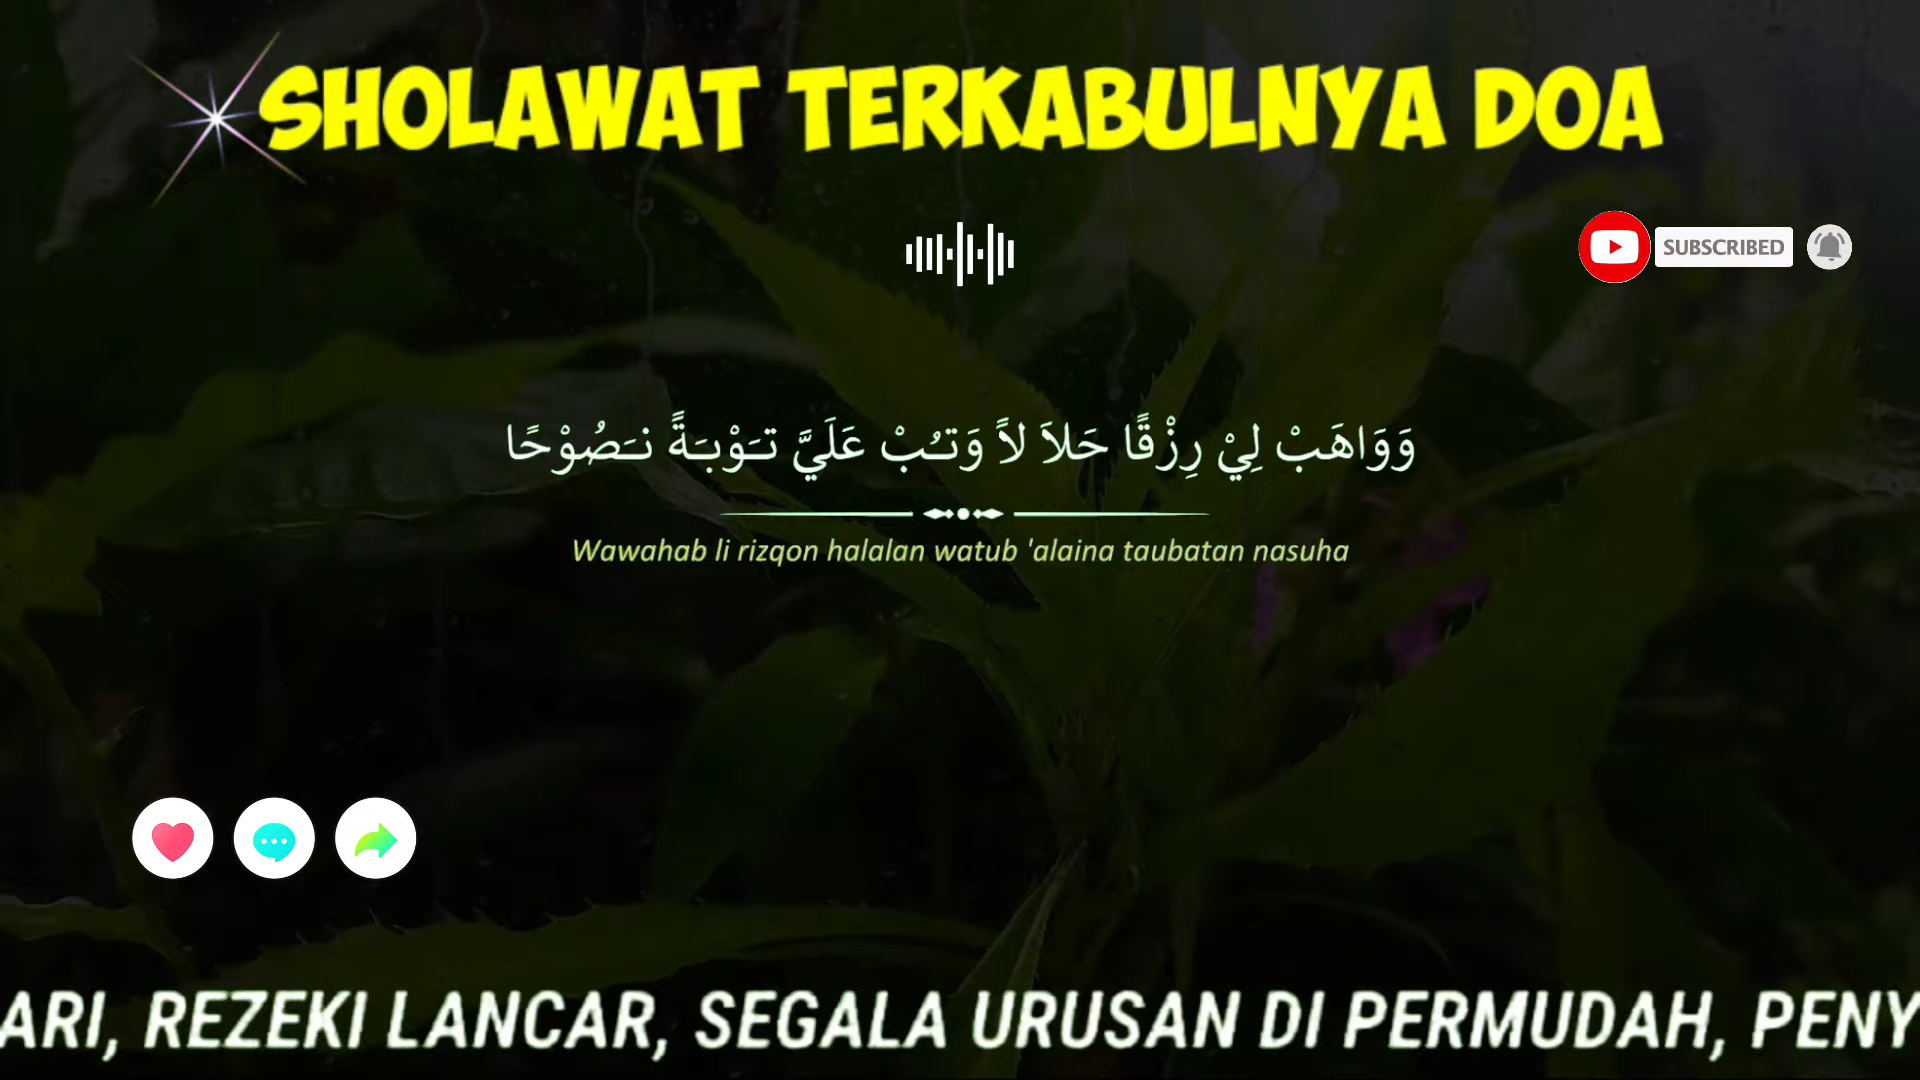 SHOLAWAT TERKABULNYA DOA
SUBSCRIBED
وَوَاهَبْ لِيْ رِزْقًا حَلاَ لاً وَتُبْ عَلَيَّ تَوْبَةً نَصُوْحًا
Wawahab li rizqon halalan watub 'alaina taubatan nasuha
ARI, REZEKI LANCAR, SEGALA URUSAN DI PERMUDAH, PENY